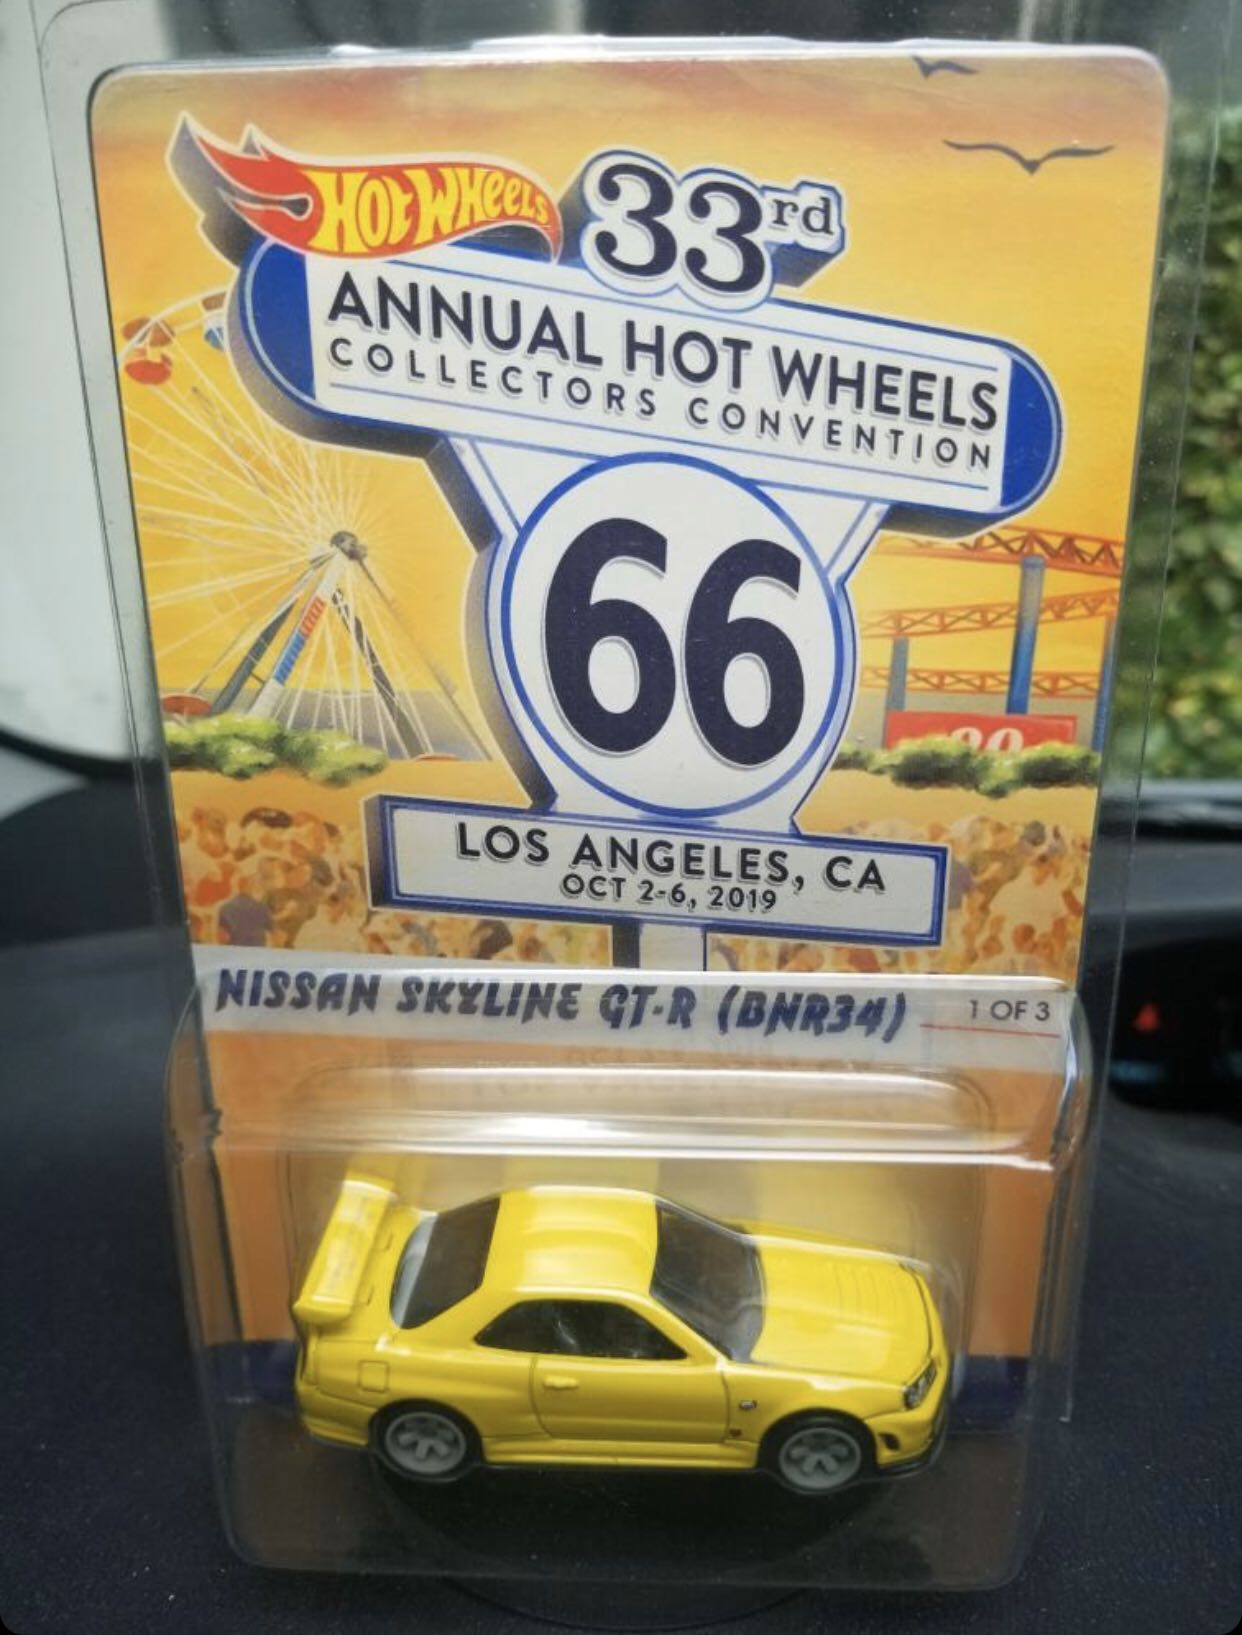 HOT WHEELS
33rd
ANNUAL HOT WHEELS
COLLECTORS CONVENTION
66
LOS ANGELES, CA
OCT 2-6, 2019
NISSAN SKYLINE GT-R (BNR34) 1 OF 3